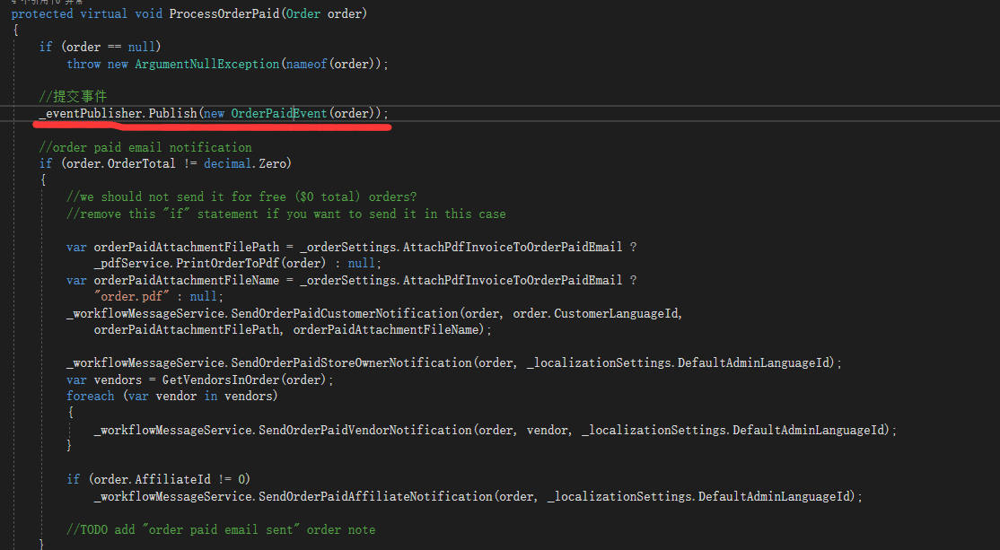 protected virtual void ProcessOrderPaid(Order order)
{
if (order == null)
throw new ArgumentNullException(nameof(order));
//提交事件
_eventPublisher.Publish(new OrderPaidEvent(order));
//order paid email notification
if (order.OrderTotal != decimal.Zero)
{
//we should not send it for free ($0 total) orders?
//remove this "if" statement if you want to send it in this case
var orderPaidAttachmentFilePath = _orderSettings.AttachPdfInvoiceToOrderPaidEmail ?
_pdfService.PrintOrderToPdf(order) : null;
var orderPaidAttachmentFileName = _orderSettings.AttachPdfInvoiceToOrderPaidEmail ?
"order.pdf" : null;
_workflowMessageService.SendOrderPaidCustomerNotification(order, order.CustomerLanguageId,
orderPaidAttachmentFilePath, orderPaidAttachmentFileName);
_workflowMessageService.SendOrderPaidStoreOwnerNotification(order, _localizationSettings.DefaultAdminLanguageId);
var vendors = GetVendorsInOrder(order);
foreach (var vendor in vendors)
{
_workflowMessageService.SendOrderPaidVendorNotification(order, vendor, _localizationSettings.DefaultAdminLanguageId);
}
if (order.AffiliateId != 0)
_workflowMessageService.SendOrderPaidAffiliateNotification(order, _localizationSettings.DefaultAdminLanguageId);
//TODO add "order paid email sent" order note
}